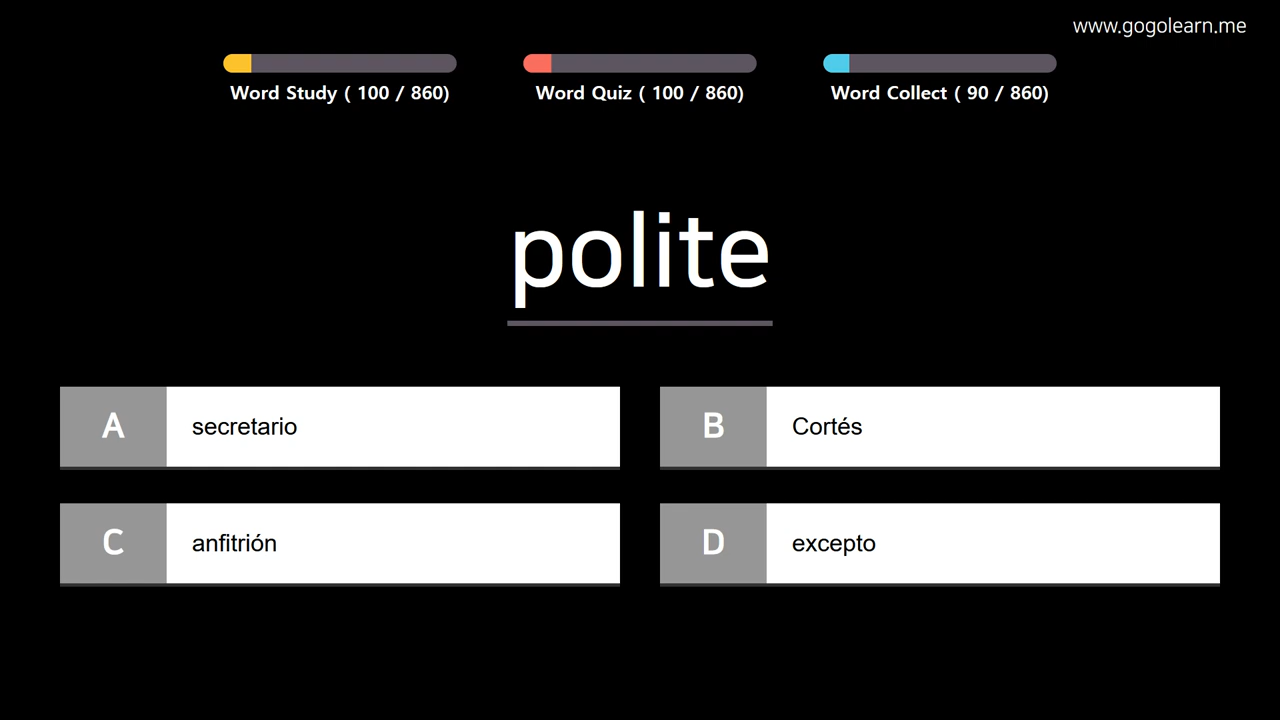 www.gogolearn.me
Word Study ( 100 / 860)
Word Quiz ( 100 / 860)
Word Collect ( 90 / 860)
polite
A
secretario
B
Cortés
C
anfitrión
D
excepto